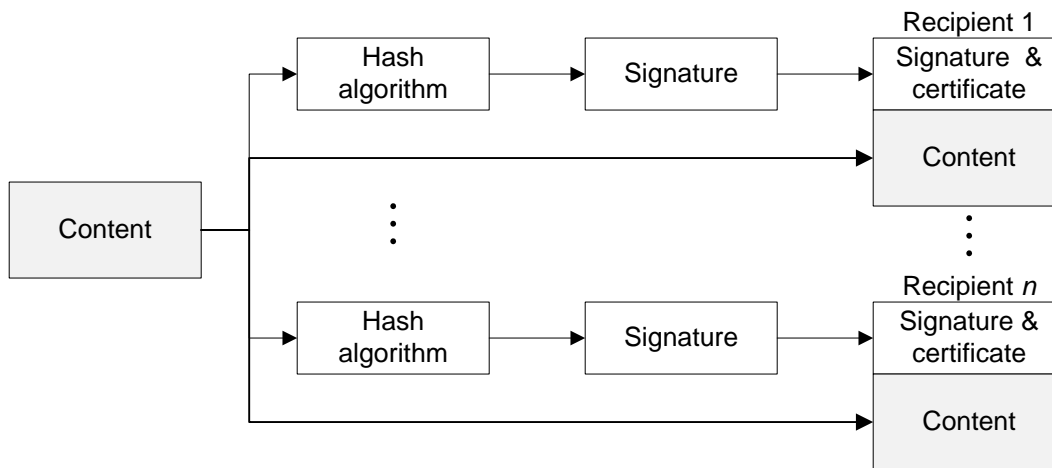 Recipient 1
Hash
algorithm
Signature
Signature & 
certificate
Content
Content
Recipient n
Hash
algorithm
Signature
Signature &
certificate
Content